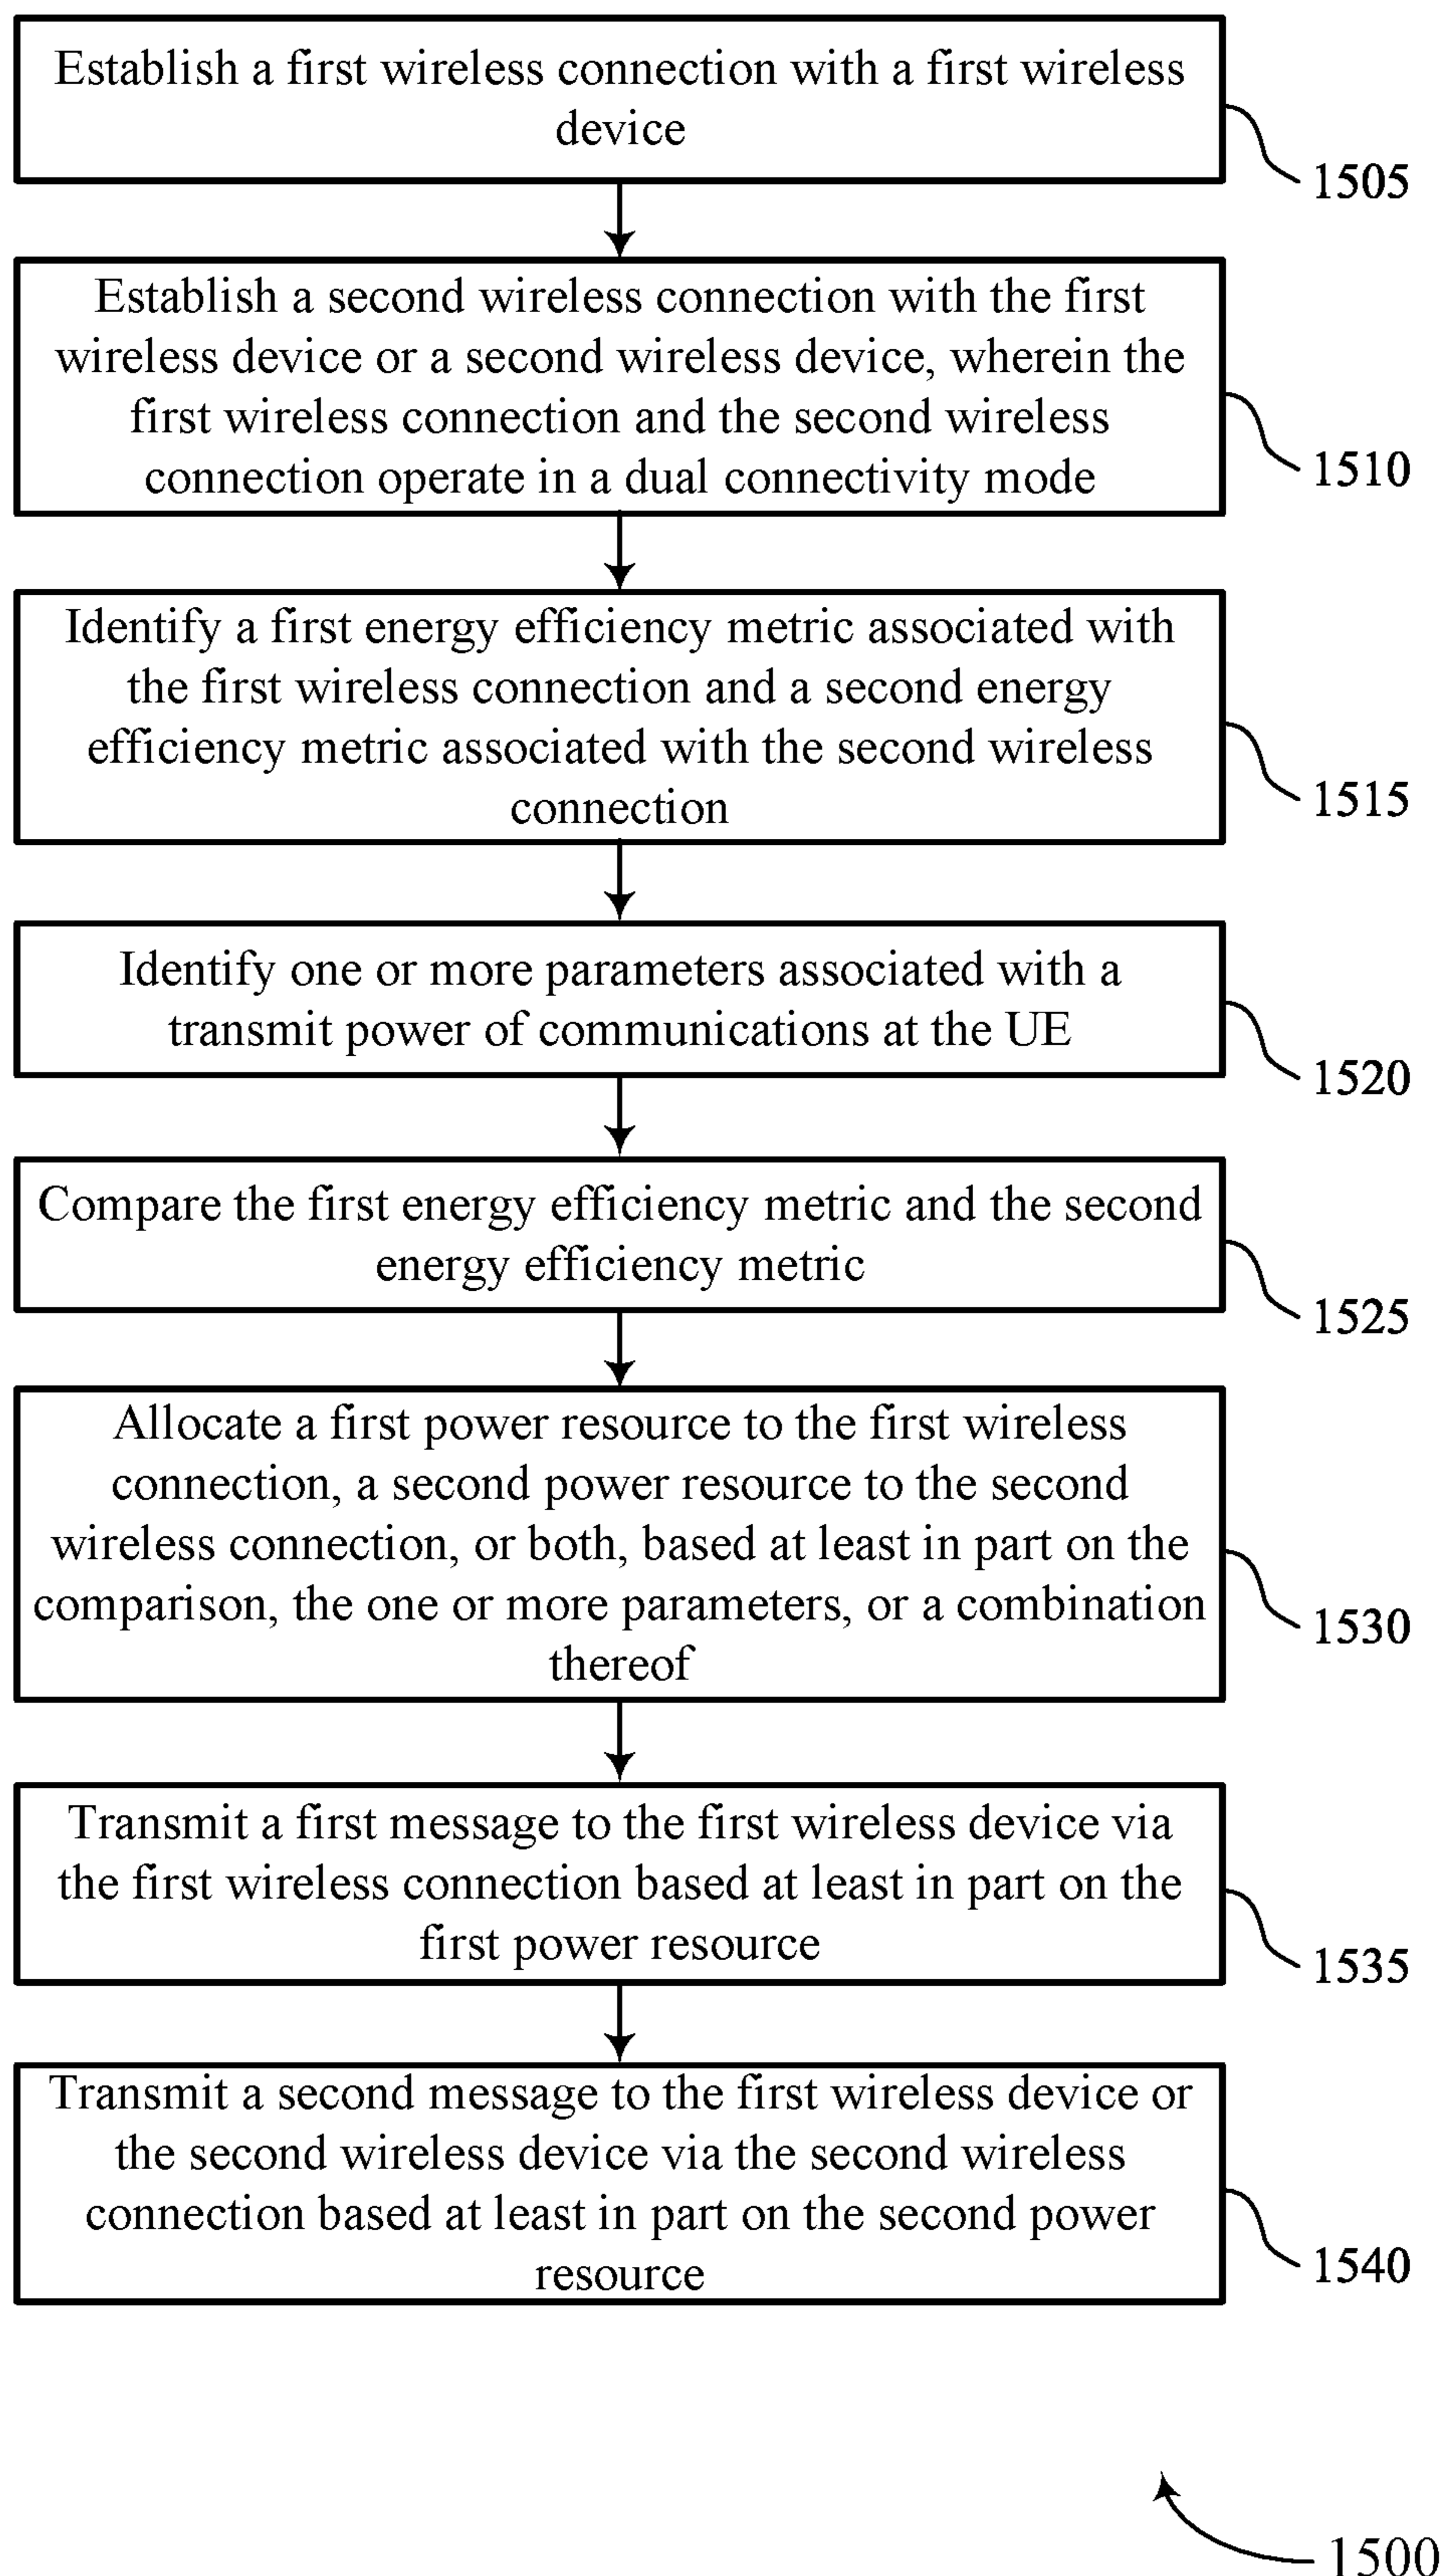 Establish a first wireless connection with a first wireless
device
1505
Establish a second wireless connection with the first
wireless device or a second wireless device, wherein the
first wireless connection and the second wireless
connection operate in a dual connectivity mode
1510
Identify a first energy efficiency metric associated with
the first wireless connection and a second energy
efficiency metric associated with the second wireless
connection
1515
Identify one or more parameters associated with a
transmit power of communications at the UE
1520
Compare the first energy efficiency metric and the second
energy efficiency metric
1525
Allocate a first power resource to the first wireless
connection, a second power resource to the second
wireless connection, or both, based at least in part on the
comparison, the one or more parameters, or a combination
thereof
1530
Transmit a first message to the first wireless device via
the first wireless connection based at least in part on the
first power resource
1535
Transmit a second message to the first wireless device or
the second wireless device via the second wireless
connection based at least in part on the second power
resource
1540
1500